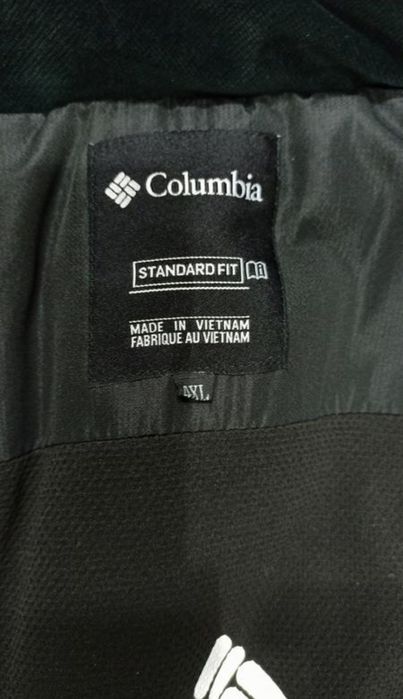 Columbia
STANDARD FIT
MADE IN VIETNAM
FABRIQUE AU VIETNAM
4XL